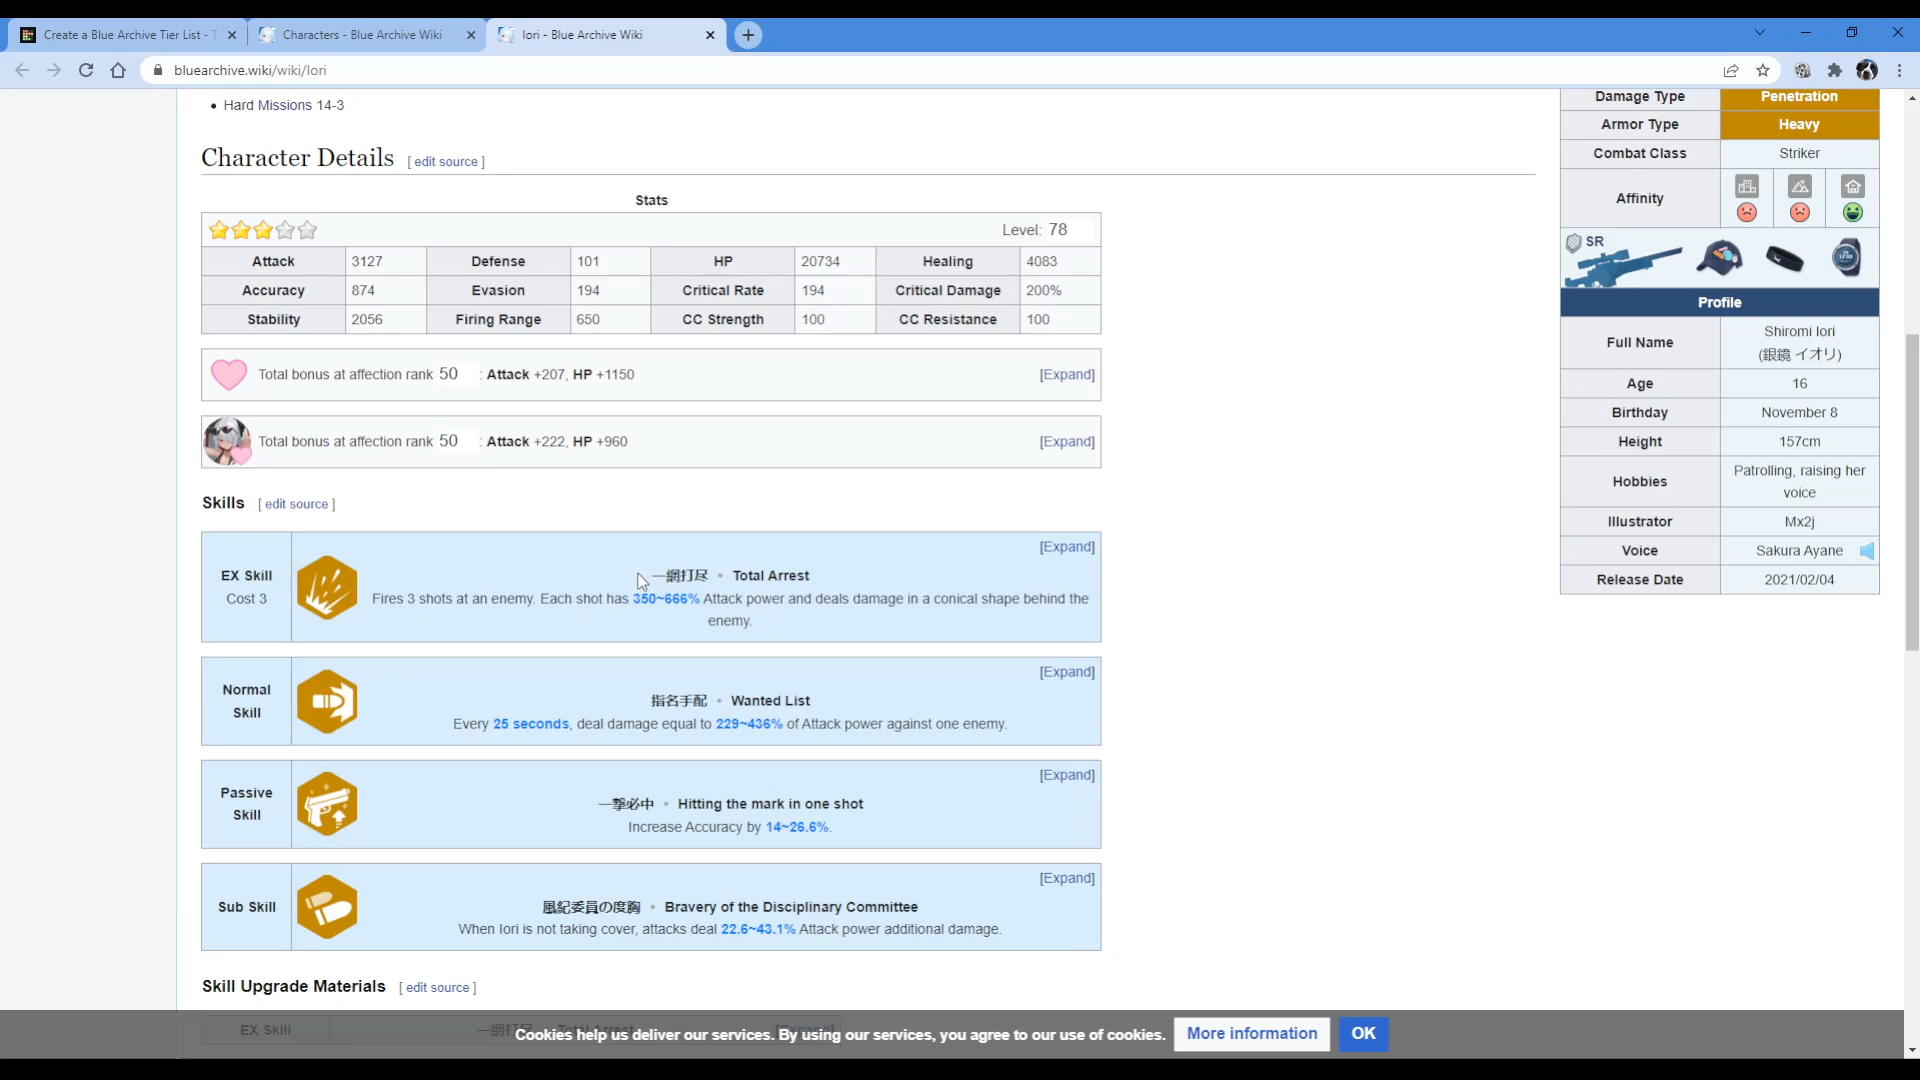 Create a Blue Archive Tier List - T
Characters - Blue Archive Wiki
Iori - Blue Archive Wiki
bluearchive.wiki/wiki/Iori
Hard Missions 14-3
Character Details [ edit source ]
Stats
Level: 78
Attack 3127 Defense 101 HP 20734 Healing 4083
Accuracy 874 Evasion 194 Critical Rate 194 Critical Damage 200%
Stability 2056 Firing Range 650 CC Strength 100 CC Resistance 100
Total bonus at affection rank 50 : Attack +207, HP +1150 [Expand]
Total bonus at affection rank 50 : Attack +222, HP +960 [Expand]
Skills [ edit source ]
[Expand]
EX Skill
Cost 3
一網打尽 • Total Arrest
Fires 3 shots at an enemy. Each shot has 350~666% Attack power and deals damage in a conical shape behind the
enemy.
[Expand]
Normal
Skill
指名手配 • Wanted List
Every 25 seconds, deal damage equal to 229~436% of Attack power against one enemy.
[Expand]
Passive
Skill
一撃必中 • Hitting the mark in one shot
Increase Accuracy by 14~26.6%.
[Expand]
Sub Skill
風紀委員の度胸 • Bravery of the Disciplinary Committee
When Iori is not taking cover, attacks deal 22.6~43.1% Attack power additional damage.
Skill Upgrade Materials [ edit source ]
EX Skill
Damage Type Penetration
Armor Type Heavy
Combat Class Striker
Affinity
SR
Profile
Full Name Shiromi Iori
(銀鏡 イオリ)
Age 16
Birthday November 8
Height 157cm
Hobbies Patrolling, raising her
voice
Illustrator Mx2j
Voice Sakura Ayane
Release Date 2021/02/04
Cookies help us deliver our services. By using our services, you agree to our use of cookies. More information OK